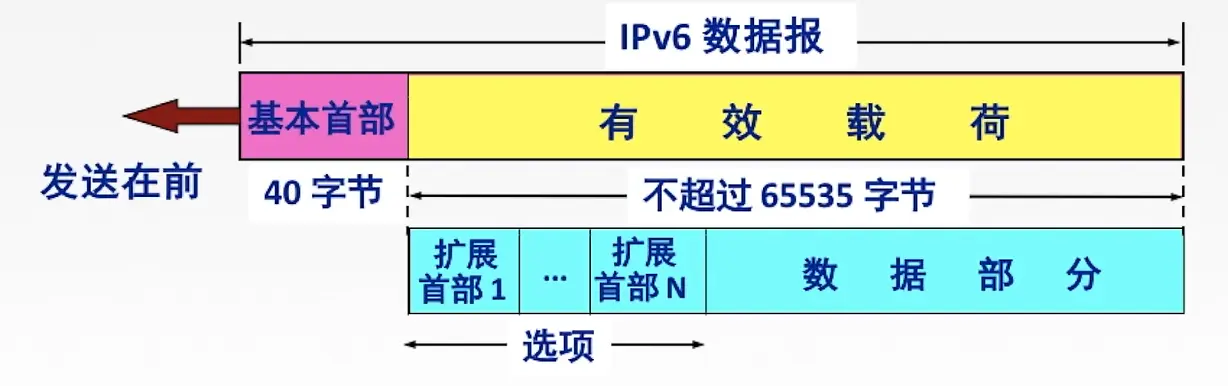 IPv6 数据报
基本首部
有效载荷
发送在前
40 字节
不超过 65535 字节
扩展
首部 1
...
扩展
首部 N
数据部分
选项